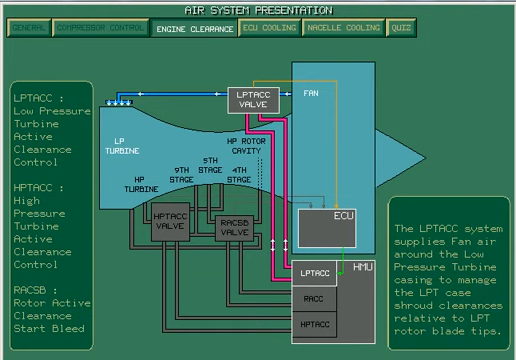 AIR SYSTEM PRESENTATION
GENERAL
COMPRESSOR CONTROL
ENGINE CLEARANCE
ECU COOLING
NACELLE COOLING
QUIZ
LPTACC :
Low Pressure
Turbine
Active
Clearance
Control
HPTACC :
High
Pressure
Turbine
Active
Clearance
Control
RACSB :
Rotor Active
Clearance
Start Bleed
LPTACC
VALVE
FAN
LP
TURBINE
HP
TURBINE
9TH
STAGE
5TH
STAGE
HP ROTOR
CAVITY
4TH
STAGE
HPTACC
VALVE
RACSB
VALVE
ECU
HMU
LPTACC
RACC
HPTACC
The LPTACC system
supplies Fan air
around the Low
Pressure Turbine
casing to manage
the LPT case
shroud clearances
relative to LPT
rotor blade tips.